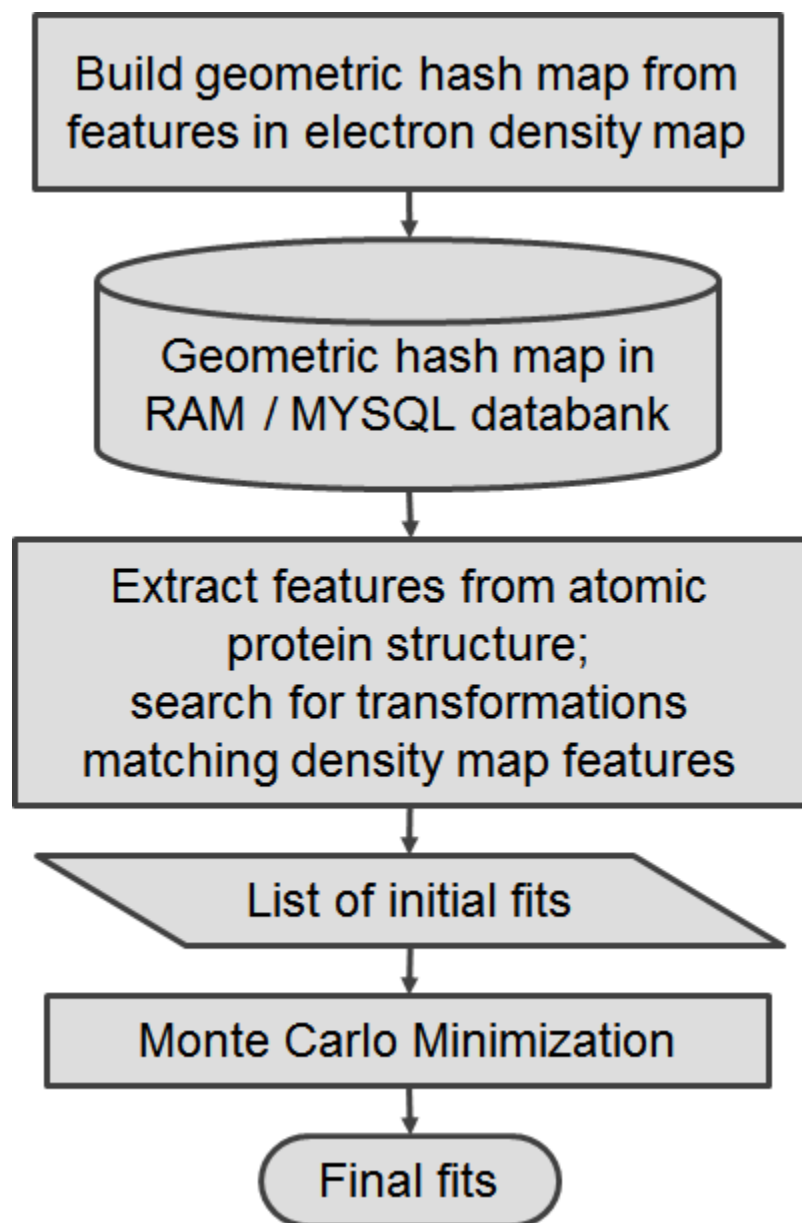 Build geometric hash map from
features in electron density map
Geometric hash map in
RAM / MYSQL databank
Extract features from atomic
protein structure;
search for transformations
matching density map features
List of initial fits
Monte Carlo Minimization
Final fits